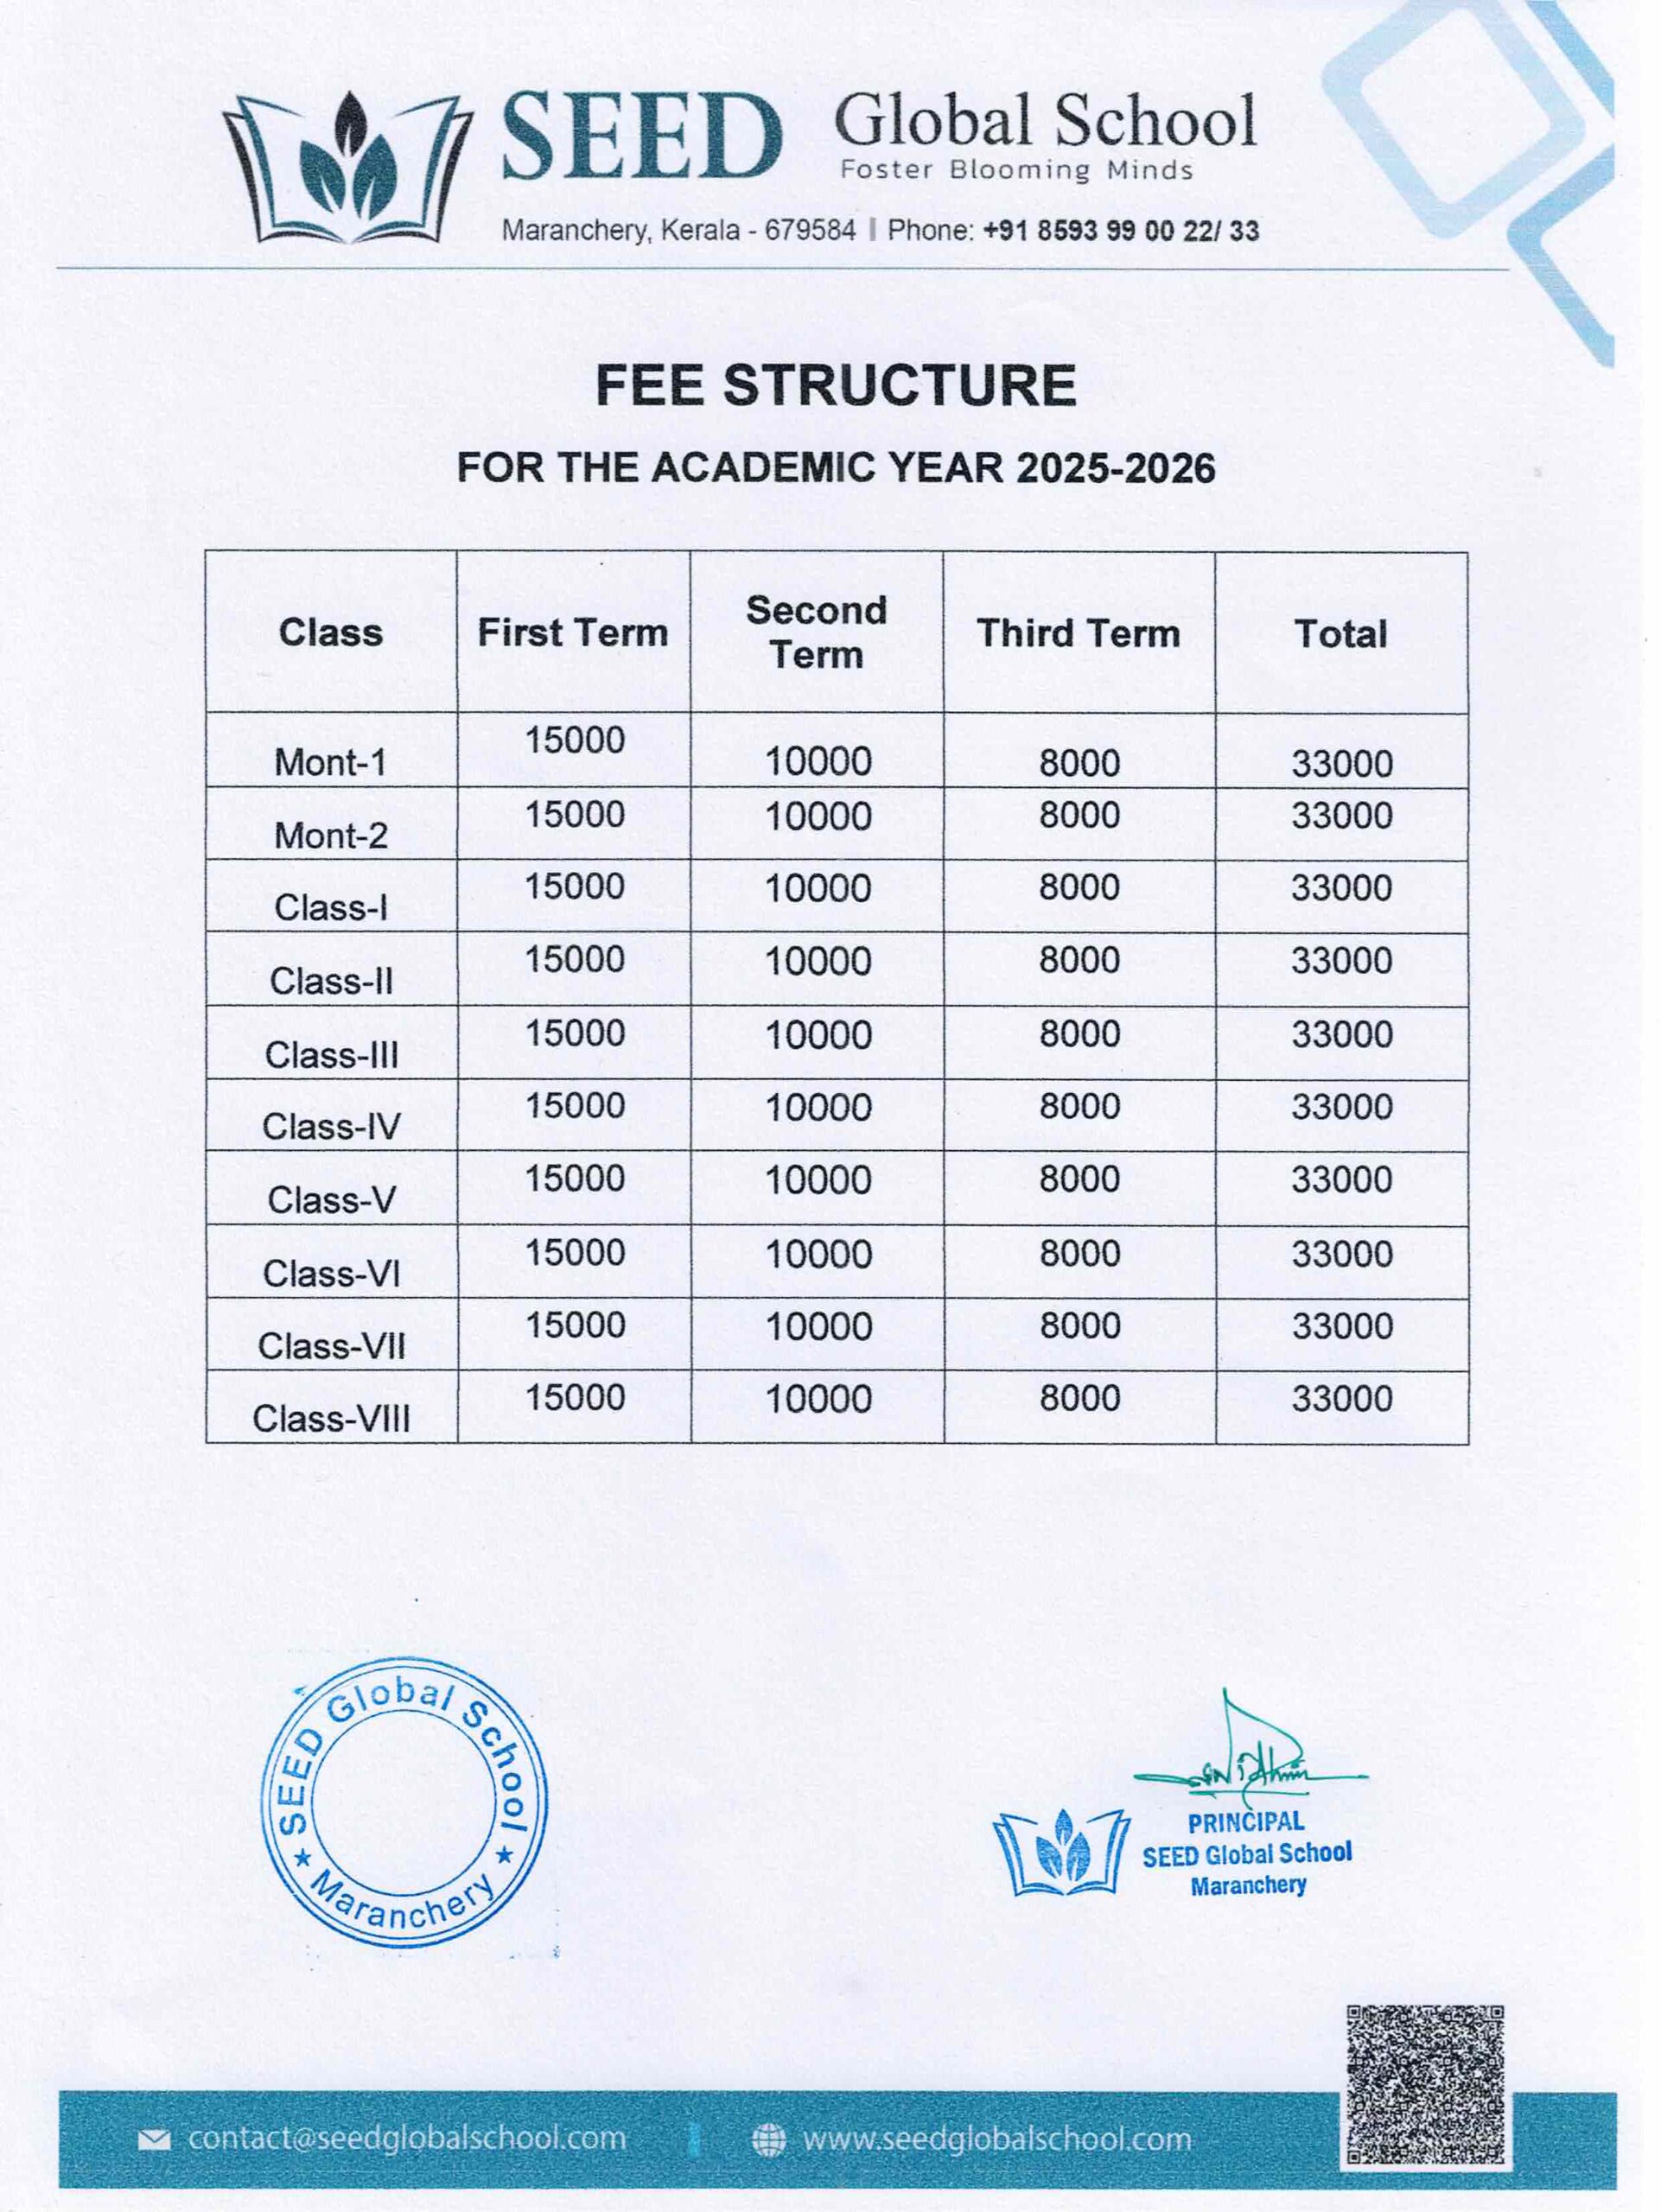 SEED Global School
Foster Blooming Minds
Maranchery, Kerala - 679584 | Phone: +91 8593 99 00 22/ 33
FEE STRUCTURE
FOR THE ACADEMIC YEAR 2025-2026
Class First Term Second Term Third Term Total
Mont-1 15000 10000 8000 33000
Mont-2 15000 10000 8000 33000
Class-I 15000 10000 8000 33000
Class-II 15000 10000 8000 33000
Class-III 15000 10000 8000 33000
Class-IV 15000 10000 8000 33000
Class-V 15000 10000 8000 33000
Class-VI 15000 10000 8000 33000
Class-VII 15000 10000 8000 33000
Class-VIII 15000 10000 8000 33000
SEED Global School
★ Maranchery ★
PRINCIPAL
SEED Global School
Maranchery
contact@seedglobalschool.com
www.seedglobalschool.com